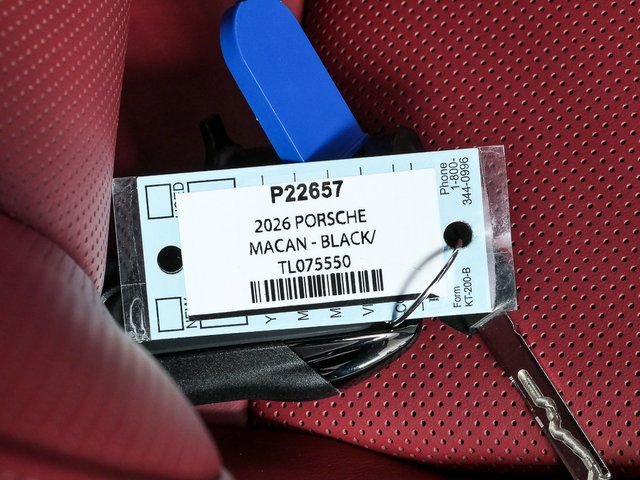 P22657
2026 PORSCHE
MACAN - BLACK/
TL075550
Phone
1-800-
344-0996
Form
KT-200-B